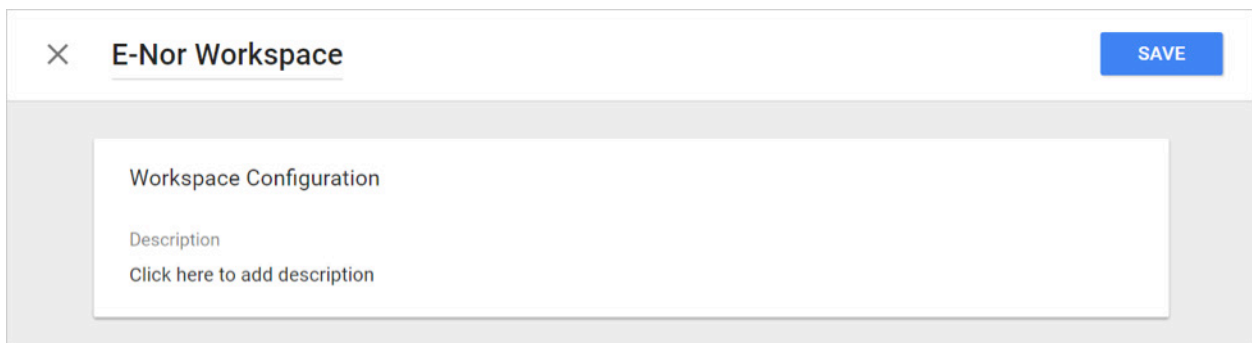 E-Nor Workspace
SAVE
Workspace Configuration
Description
Click here to add description